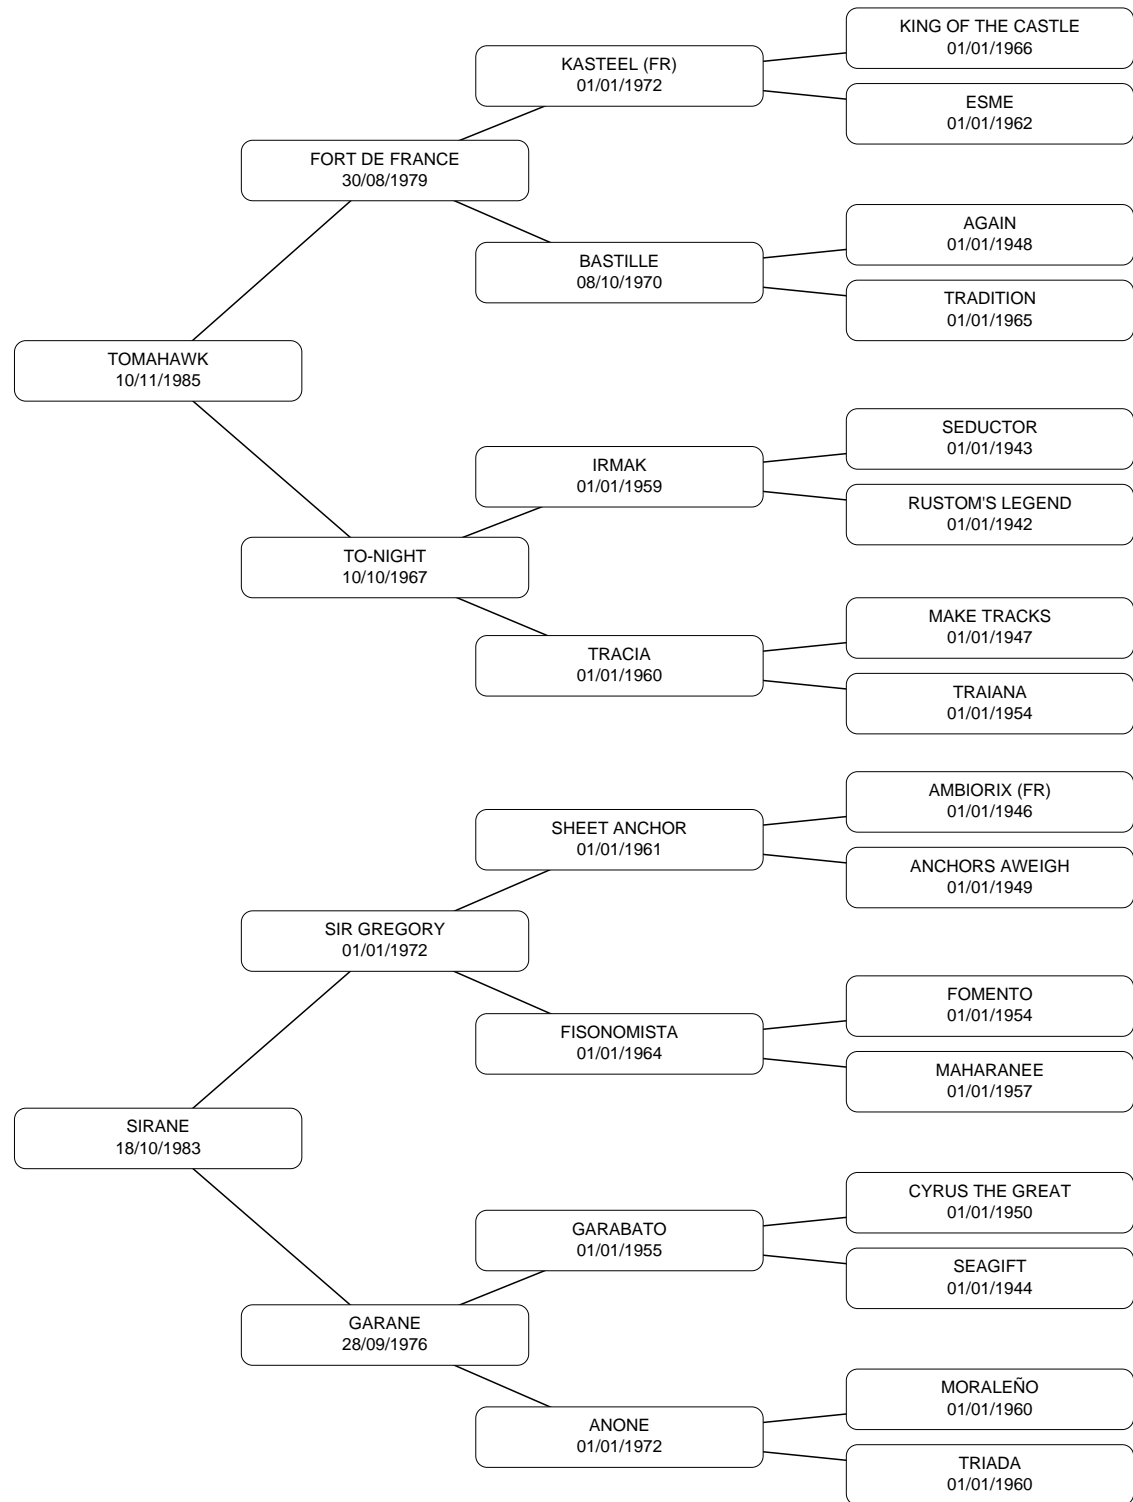 KING OF THE CASTLE
01/01/1966
KASTEEL (FR)
01/01/1972
ESME
01/01/1962
FORT DE FRANCE
30/08/1979
AGAIN
01/01/1948
BASTILLE
08/10/1970
TRADITION
01/01/1965
TOMAHAWK
10/11/1985
SEDUCTOR
01/01/1943
IRMAK
01/01/1959
RUSTOM'S LEGEND
01/01/1942
TO-NIGHT
10/10/1967
MAKE TRACKS
01/01/1947
TRACIA
01/01/1960
TRAIANA
01/01/1954
AMBIORIX (FR)
01/01/1946
SHEET ANCHOR
01/01/1961
ANCHORS AWEIGH
01/01/1949
SIR GREGORY
01/01/1972
FOMENTO
01/01/1954
FISONOMISTA
01/01/1964
MAHARANEE
01/01/1957
SIRANE
18/10/1983
CYRUS THE GREAT
01/01/1950
GARABATO
01/01/1955
SEAGIFT
01/01/1944
GARANE
28/09/1976
MORALEÑO
01/01/1960
ANONE
01/01/1972
TRIADA
01/01/1960